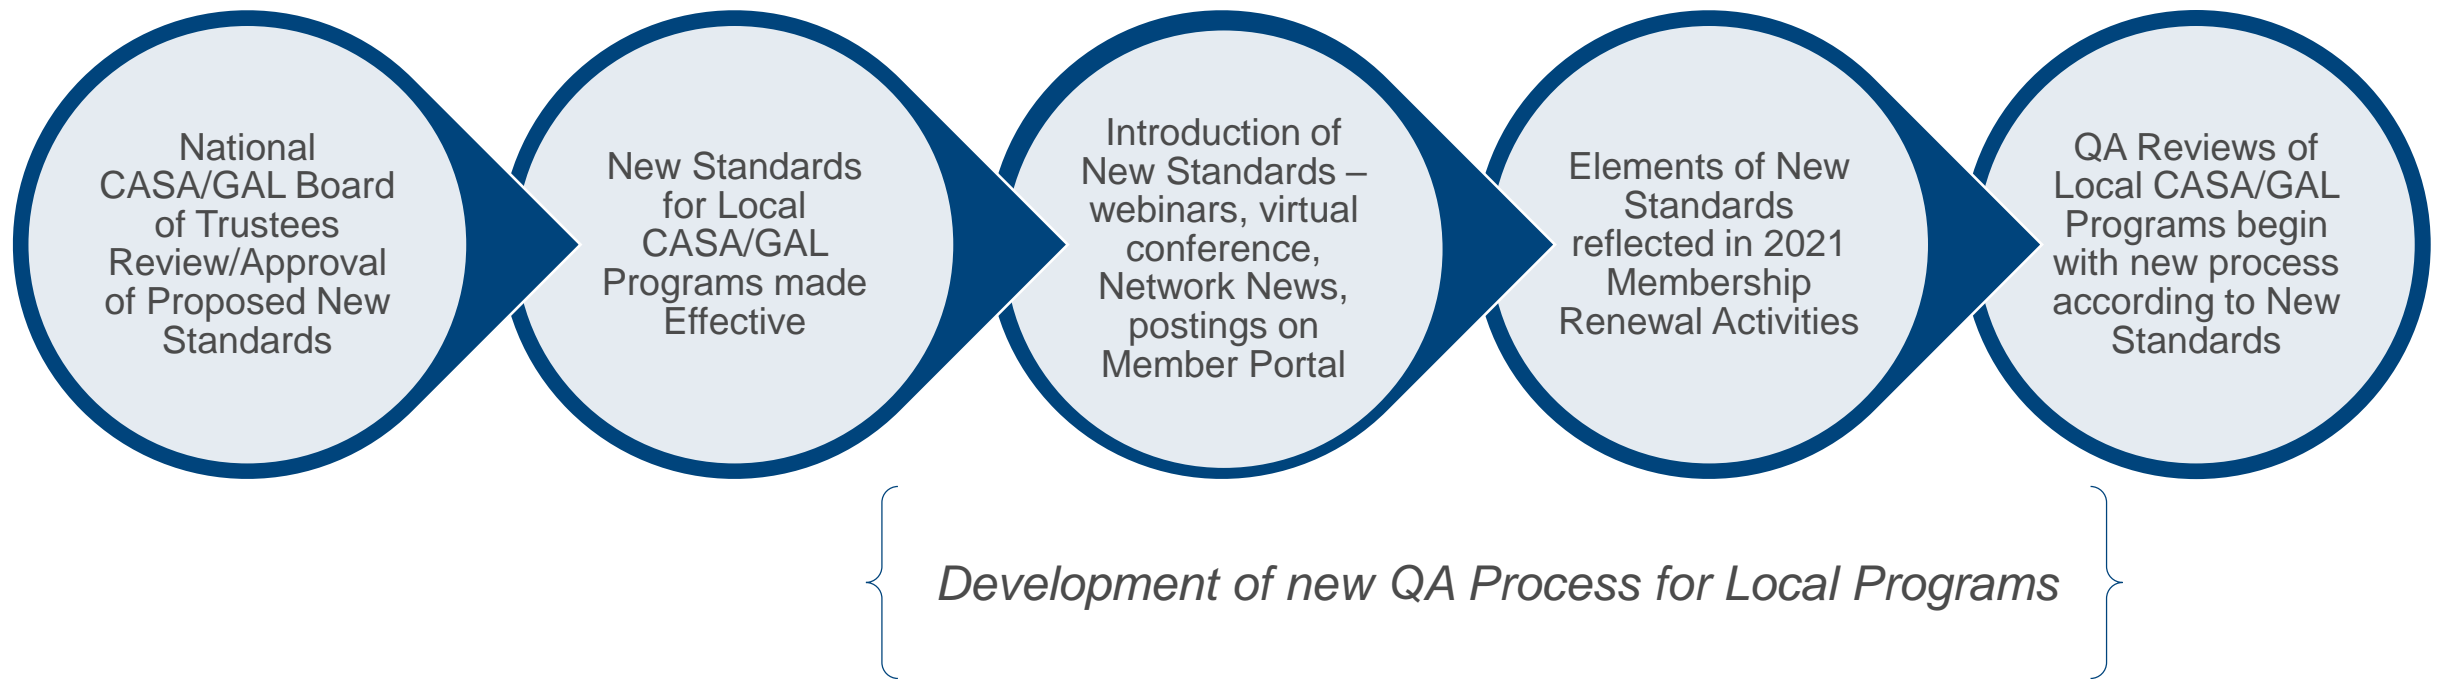 National
CASA/GAL Board
of Trustees
Review/Approval
of Proposed New
Standards
New Standards
for Local
CASA/GAL
Programs made
Effective
Introduction of
New Standards –
webinars, virtual
conference,
Network News,
postings on
Member Portal
Elements of New
Standards
reflected in 2021
Membership
Renewal Activities
QA Reviews of
Local CASA/GAL
Programs begin
with new process
according to New
Standards
Development of new QA Process for Local Programs